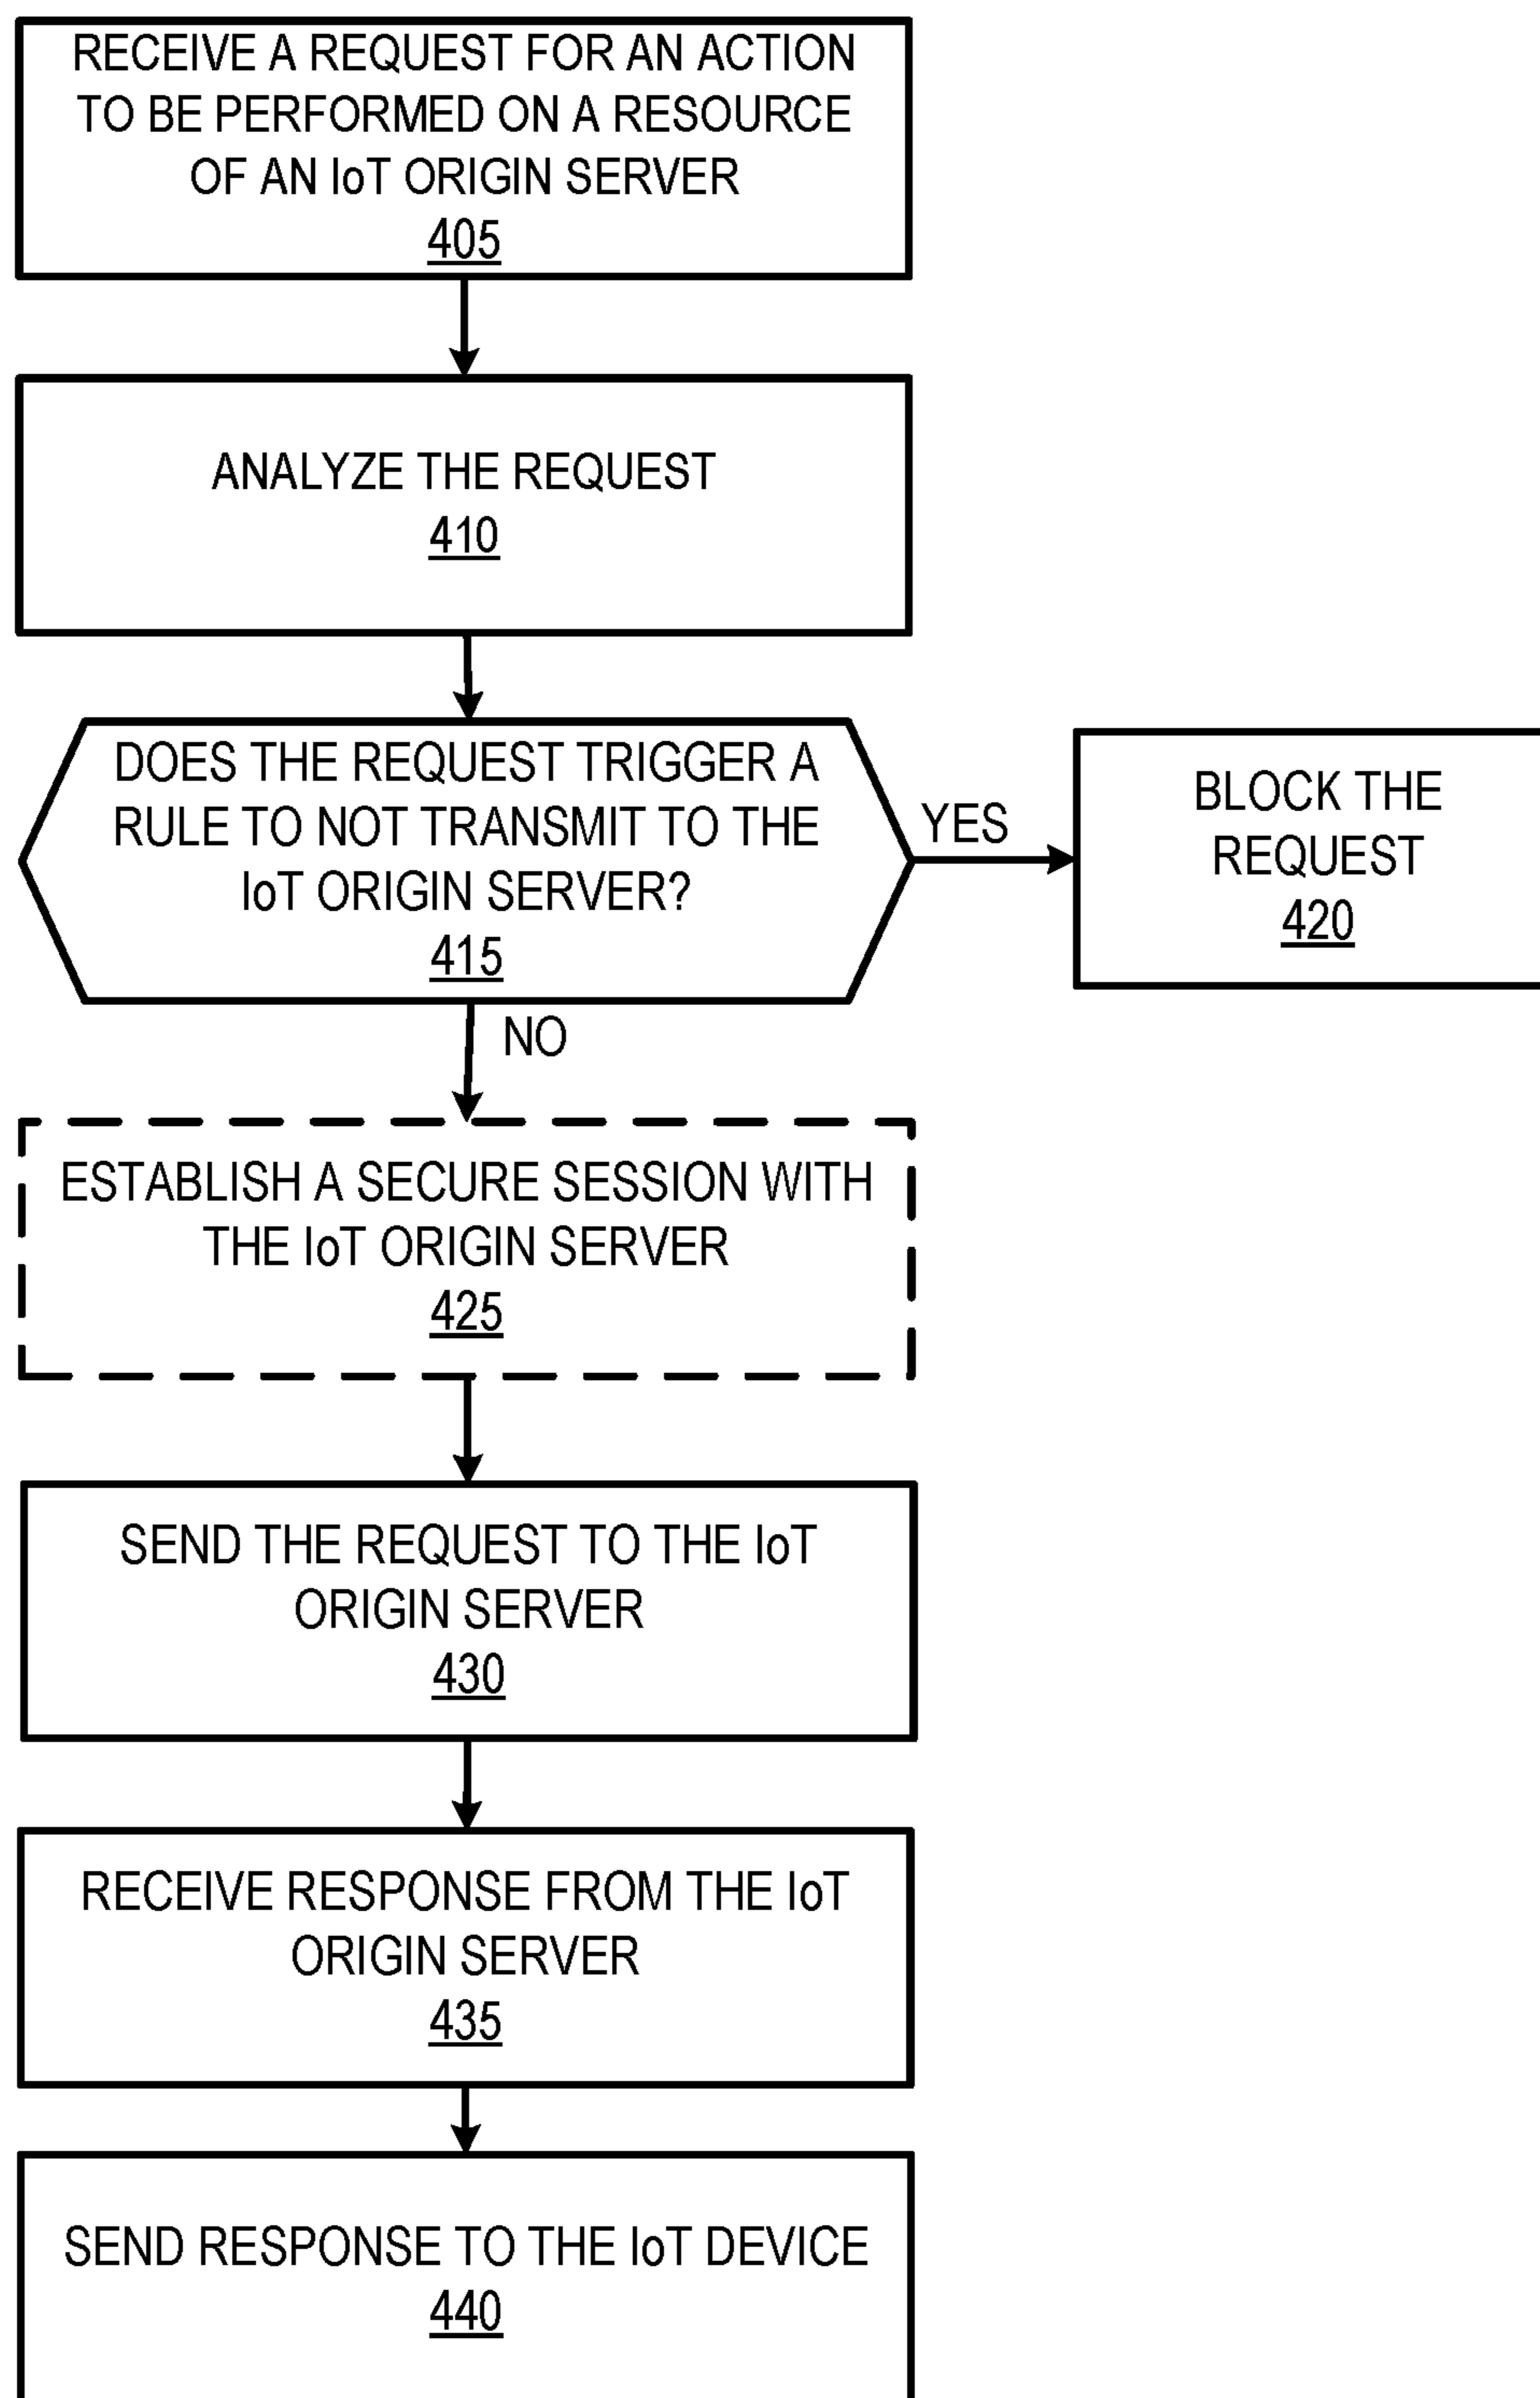 RECEIVE A REQUEST FOR AN ACTION
TO BE PERFORMED ON A RESOURCE
OF AN IoT ORIGIN SERVER
405
ANALYZE THE REQUEST
410
DOES THE REQUEST TRIGGER A
RULE TO NOT TRANSMIT TO THE
IoT ORIGIN SERVER?
415
YES
BLOCK THE
REQUEST
420
NO
ESTABLISH A SECURE SESSION WITH
THE IoT ORIGIN SERVER
425
SEND THE REQUEST TO THE IoT
ORIGIN SERVER
430
RECEIVE RESPONSE FROM THE IoT
ORIGIN SERVER
435
SEND RESPONSE TO THE IoT DEVICE
440